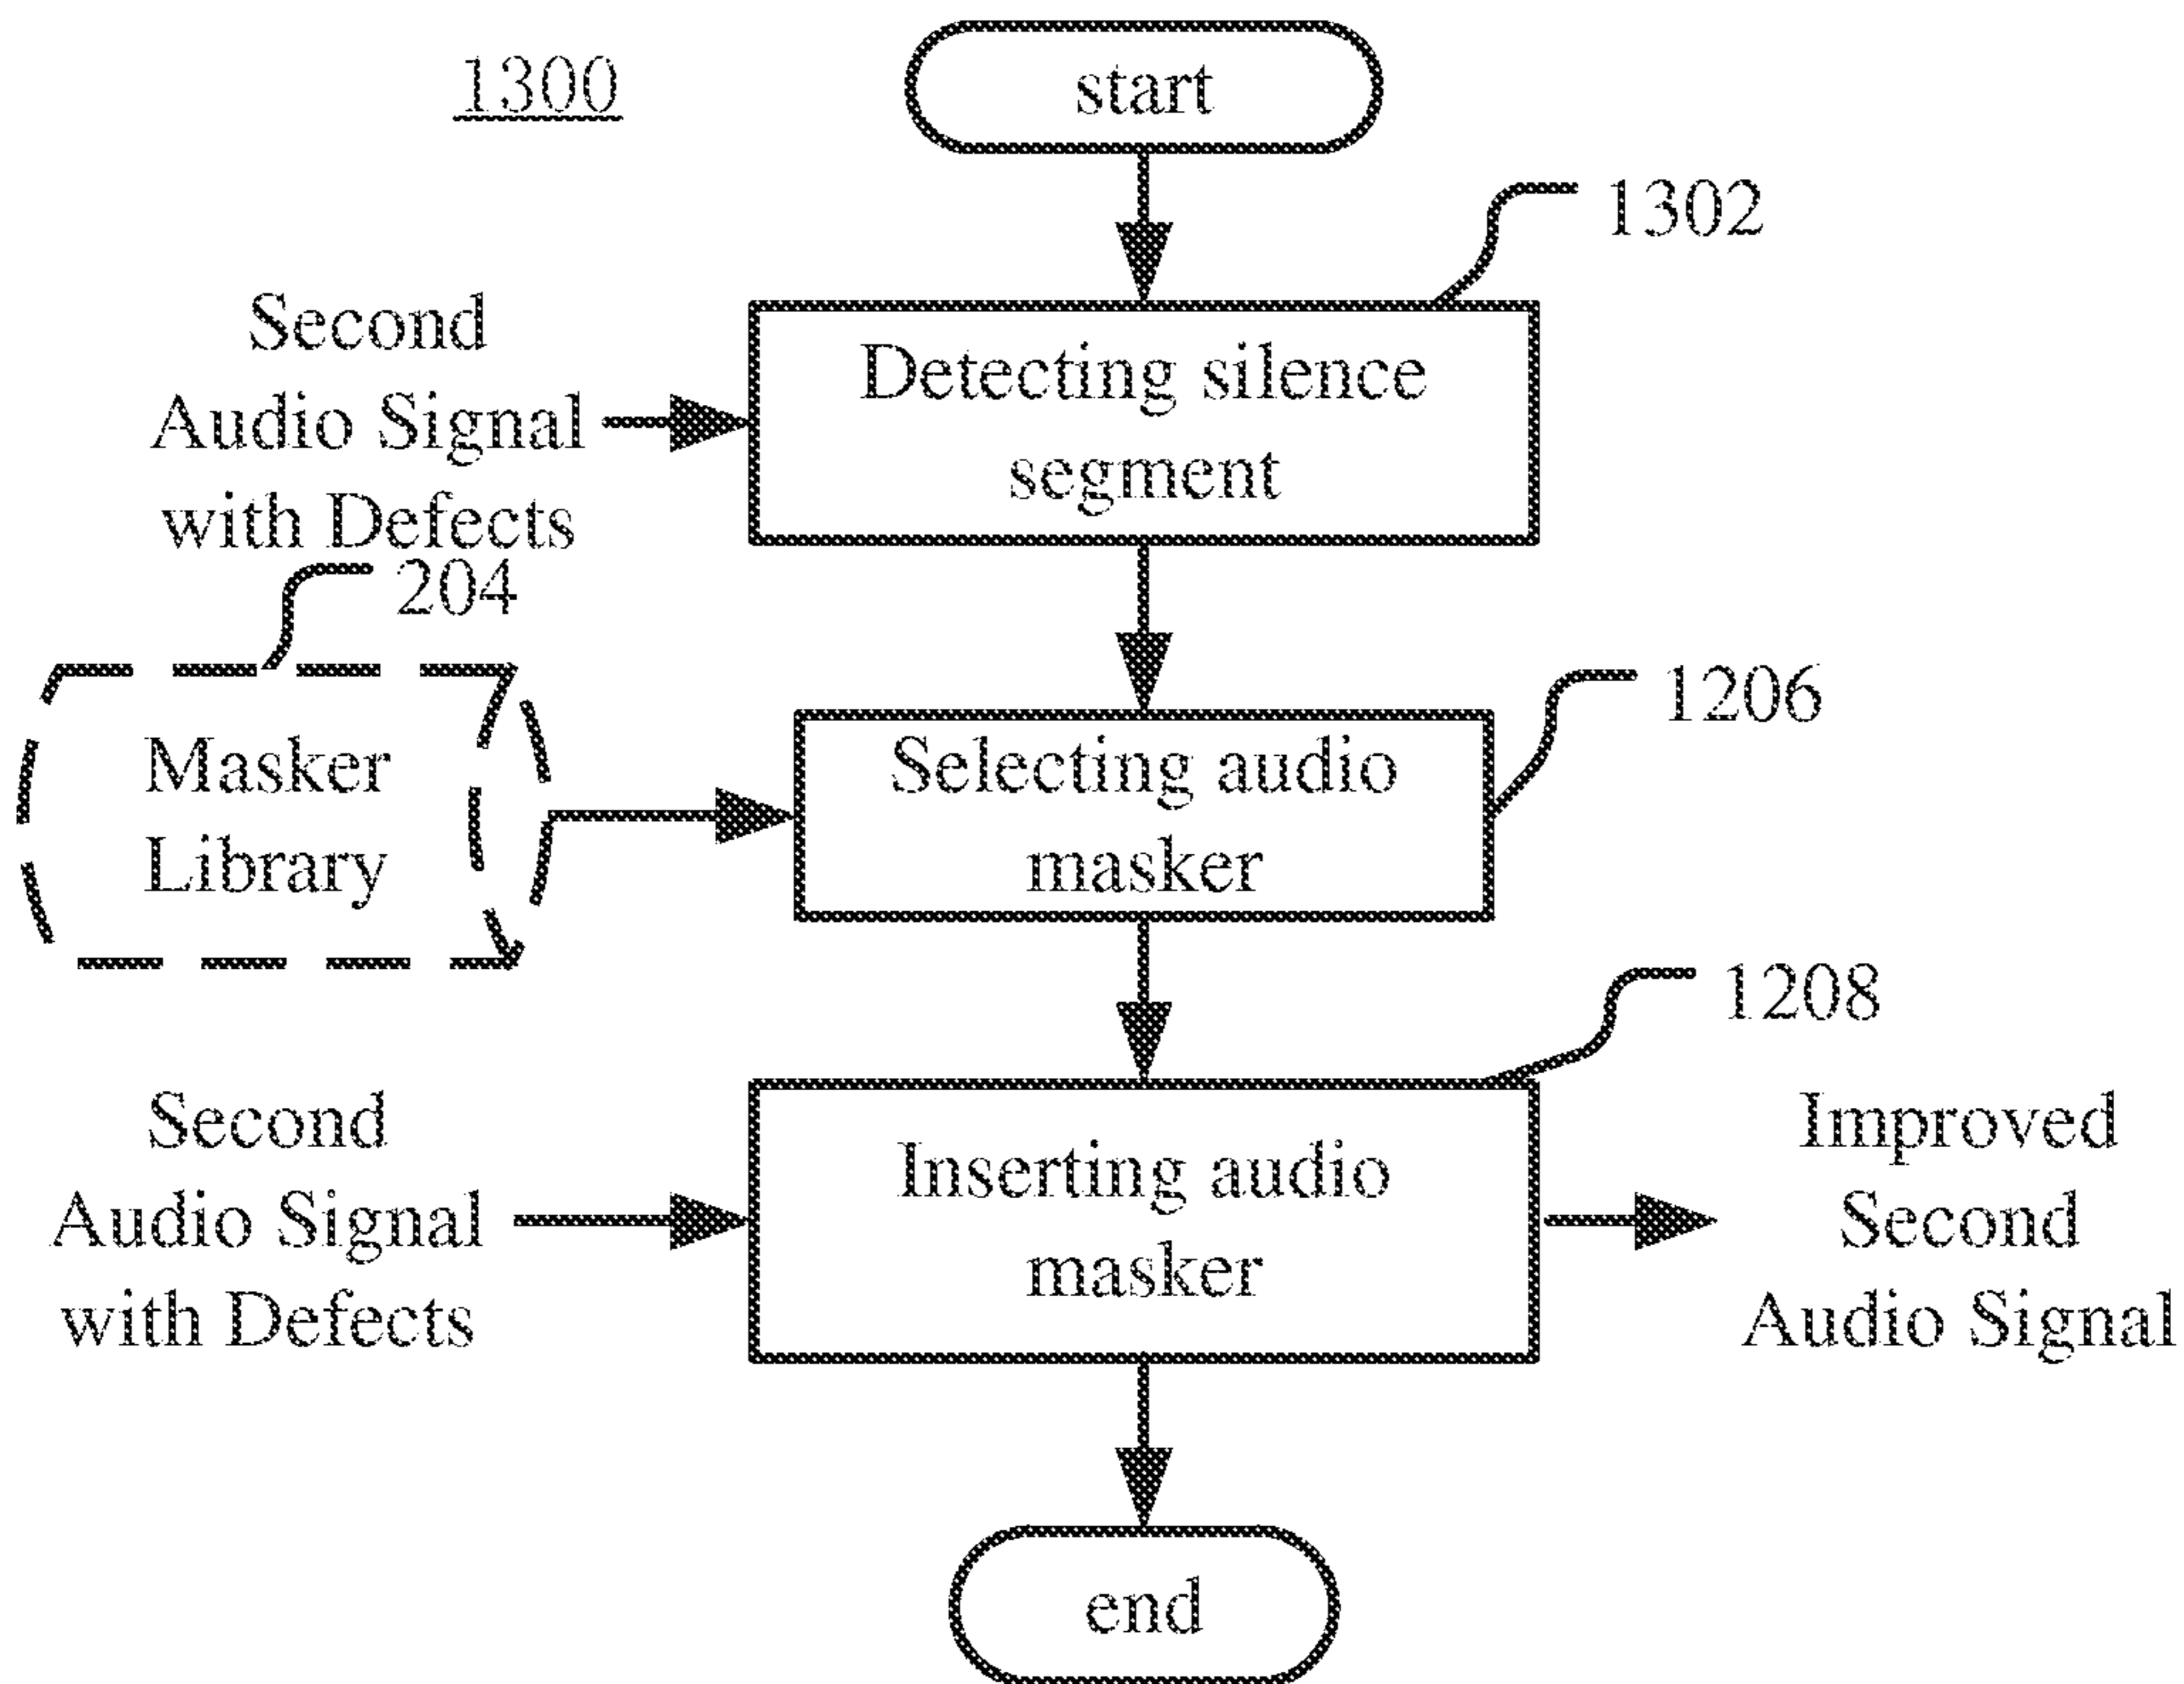 1300
start
1302
Second
Audio Signal
with Defects
Detecting silence
segment
204
Masker
Library
Selecting audio
masker
1206
1208
Second
Audio Signal
with Defects
Inserting audio
masker
Improved
Second
Audio Signal
end